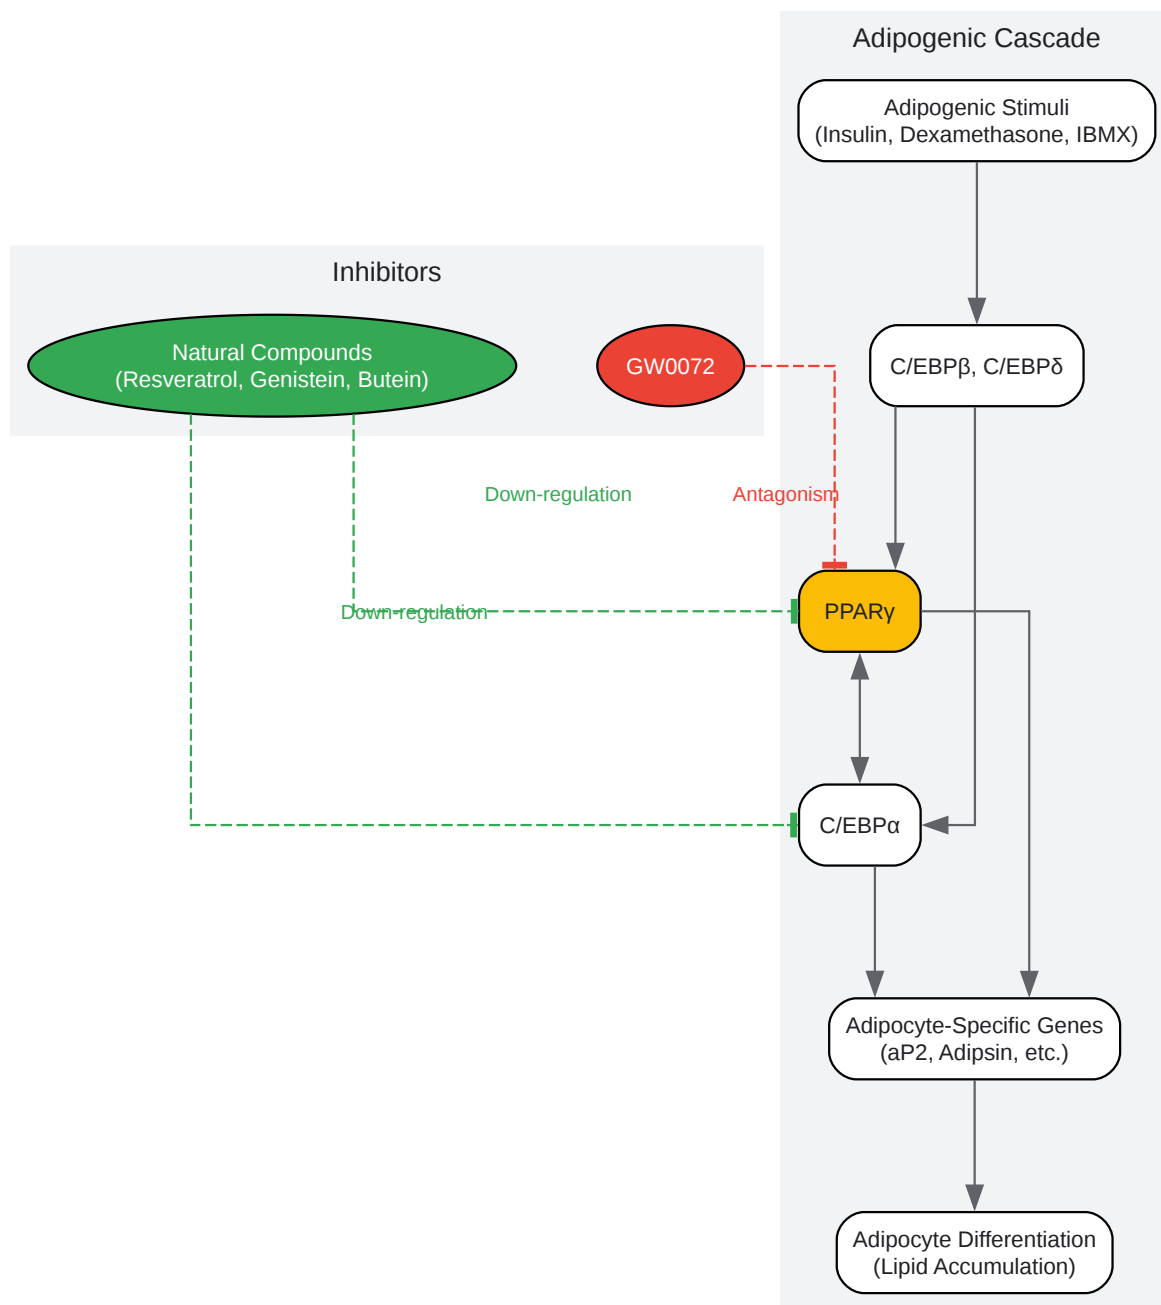 Adipogenic Cascade
Adipogenic Stimuli
(Insulin, Dexamethasone, IBMX)
Inhibitors
Natural Compounds
(Resveratrol, Genistein, Butein)
GW0072
C/EBPβ, C/EBPδ
Down-regulation
Antagonism
Down-regulation
PPARγ
C/EBPα
Adipocyte-Specific Genes
(aP2, Adipsin, etc.)
Adipocyte Differentiation
(Lipid Accumulation)